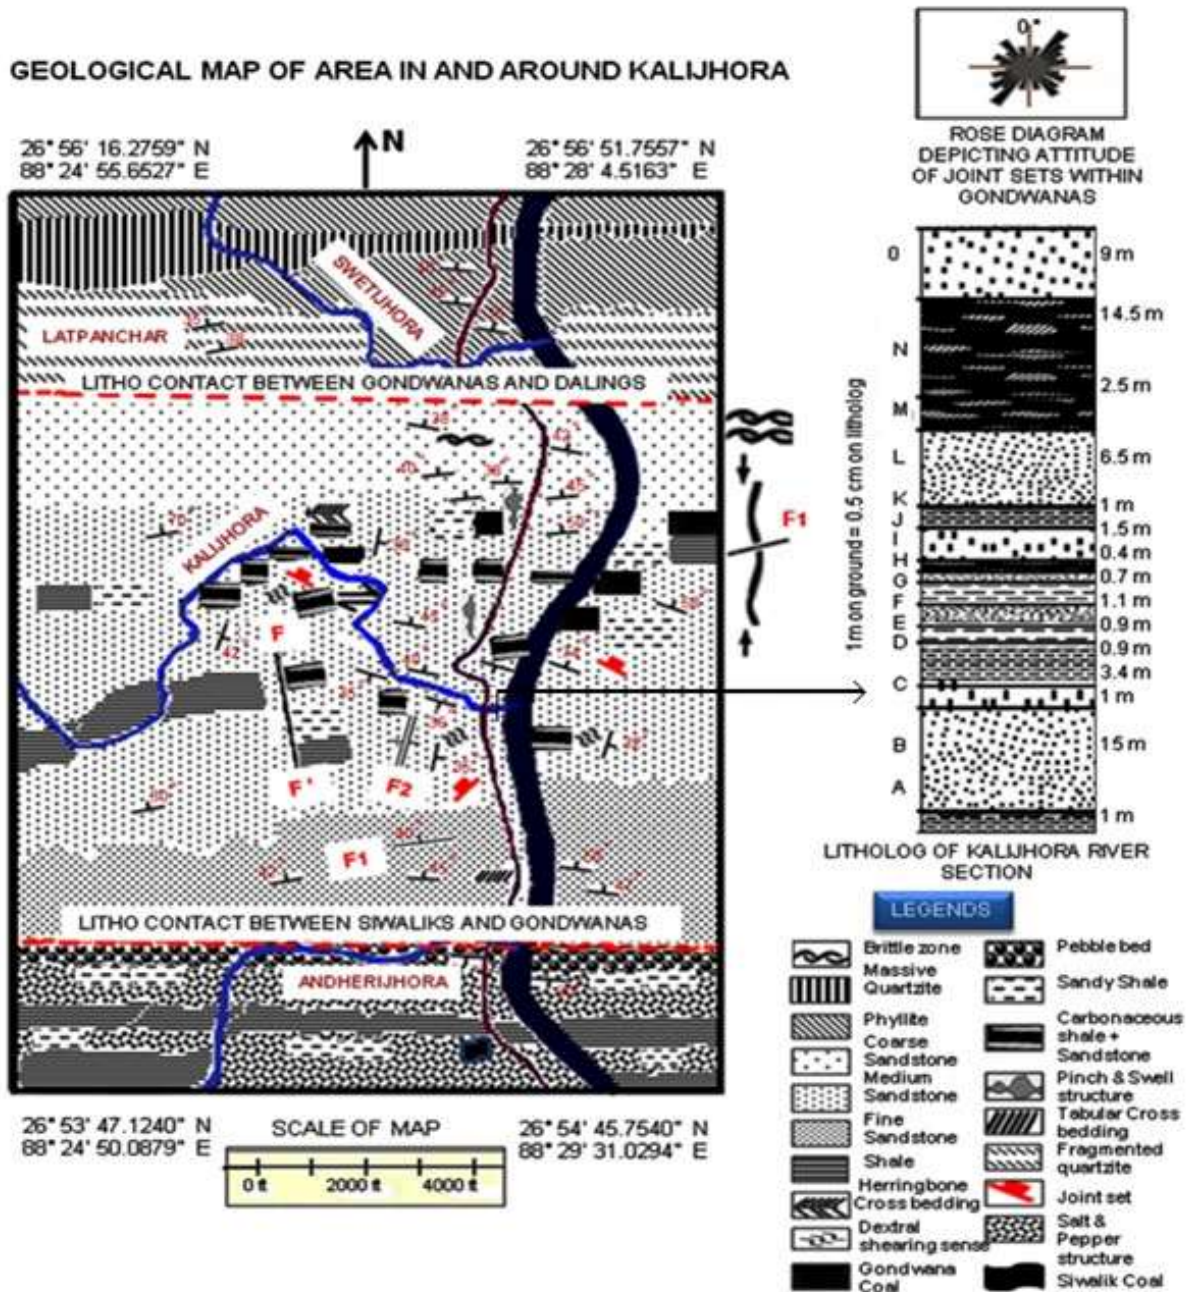 GEOLOGICAL MAP OF AREA IN AND AROUND KALIJHORA
0°
ROSE DIAGRAM
DEPICTING ATTITUDE
OF JOINT SETS WITHIN
GONDWANAS
26° 56' 16.2759" N
88° 24' 55.6527" E
N
26° 56' 51.7557" N
88° 28' 4.5163" E
SWETIJHORA
LATPANCHAR
LITHO CONTACT BETWEEN GONDWANAS AND DALINGS
KALIJHORA
F
F'
F2
F1
F1
LITHO CONTACT BETWEEN SIWALIKS AND GONDWANAS
ANDHERIJHORA
26° 53' 47.1240" N
88° 24' 50.0879" E
SCALE OF MAP
0 ft 2000 ft 4000 ft
26° 54' 45.7540" N
88° 29' 31.0294" E
1m on ground = 0.5 cm on litholog
O 9 m
14.5 m
N
2.5 m
M
L 6.5 m
K 1 m
J
1.5 m
I
0.4 m
H
G 0.7 m
F 1.1 m
E 0.9 m
D 0.9 m
3.4 m
C
1 m
B 15 m
A
1 m
LITHOLOG OF KALIJHORA RIVER
SECTION
LEGENDS
Brittle zone
Massive
Quartzite
Phyllite
Coarse
Sandstone
Medium
Sandstone
Fine
Sandstone
Shale
Herringbone
Cross bedding
Dextral
shearing sense
Gondwana
Coal
Pebble bed
Sandy Shale
Carbonaceous
shale +
Sandstone
Pinch & Swell
structure
Tabular Cross
bedding
Fragmented
quartzite
Joint set
Salt &
Pepper
structure
Siwalik Coal